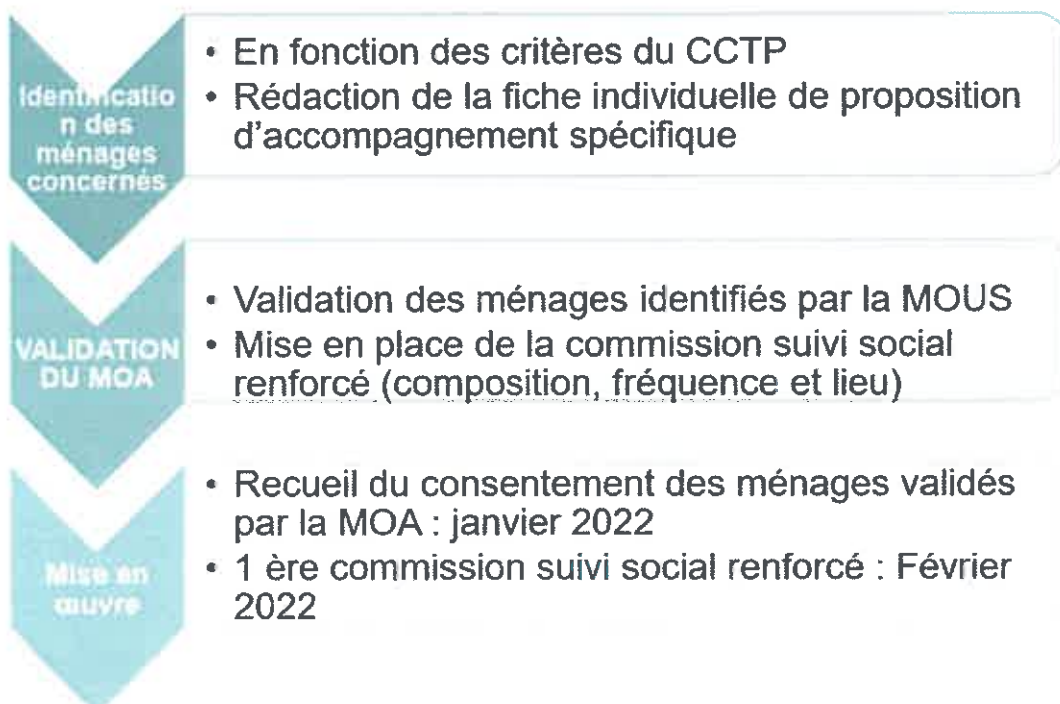 Identificatio
n des
ménages
concernés
• En fonction des critères du CCTP
• Rédaction de la fiche individuelle de proposition
d'accompagnement spécifique
VALIDATION
DU MOA
• Validation des ménages identifiés par la MOUS
• Mise en place de la commission suivi social
renforcé (composition, fréquence et lieu)
Mise en
œuvre
• Recueil du consentement des ménages validés
par la MOA : janvier 2022
• 1 ère commission suivi social renforcé : Février
2022